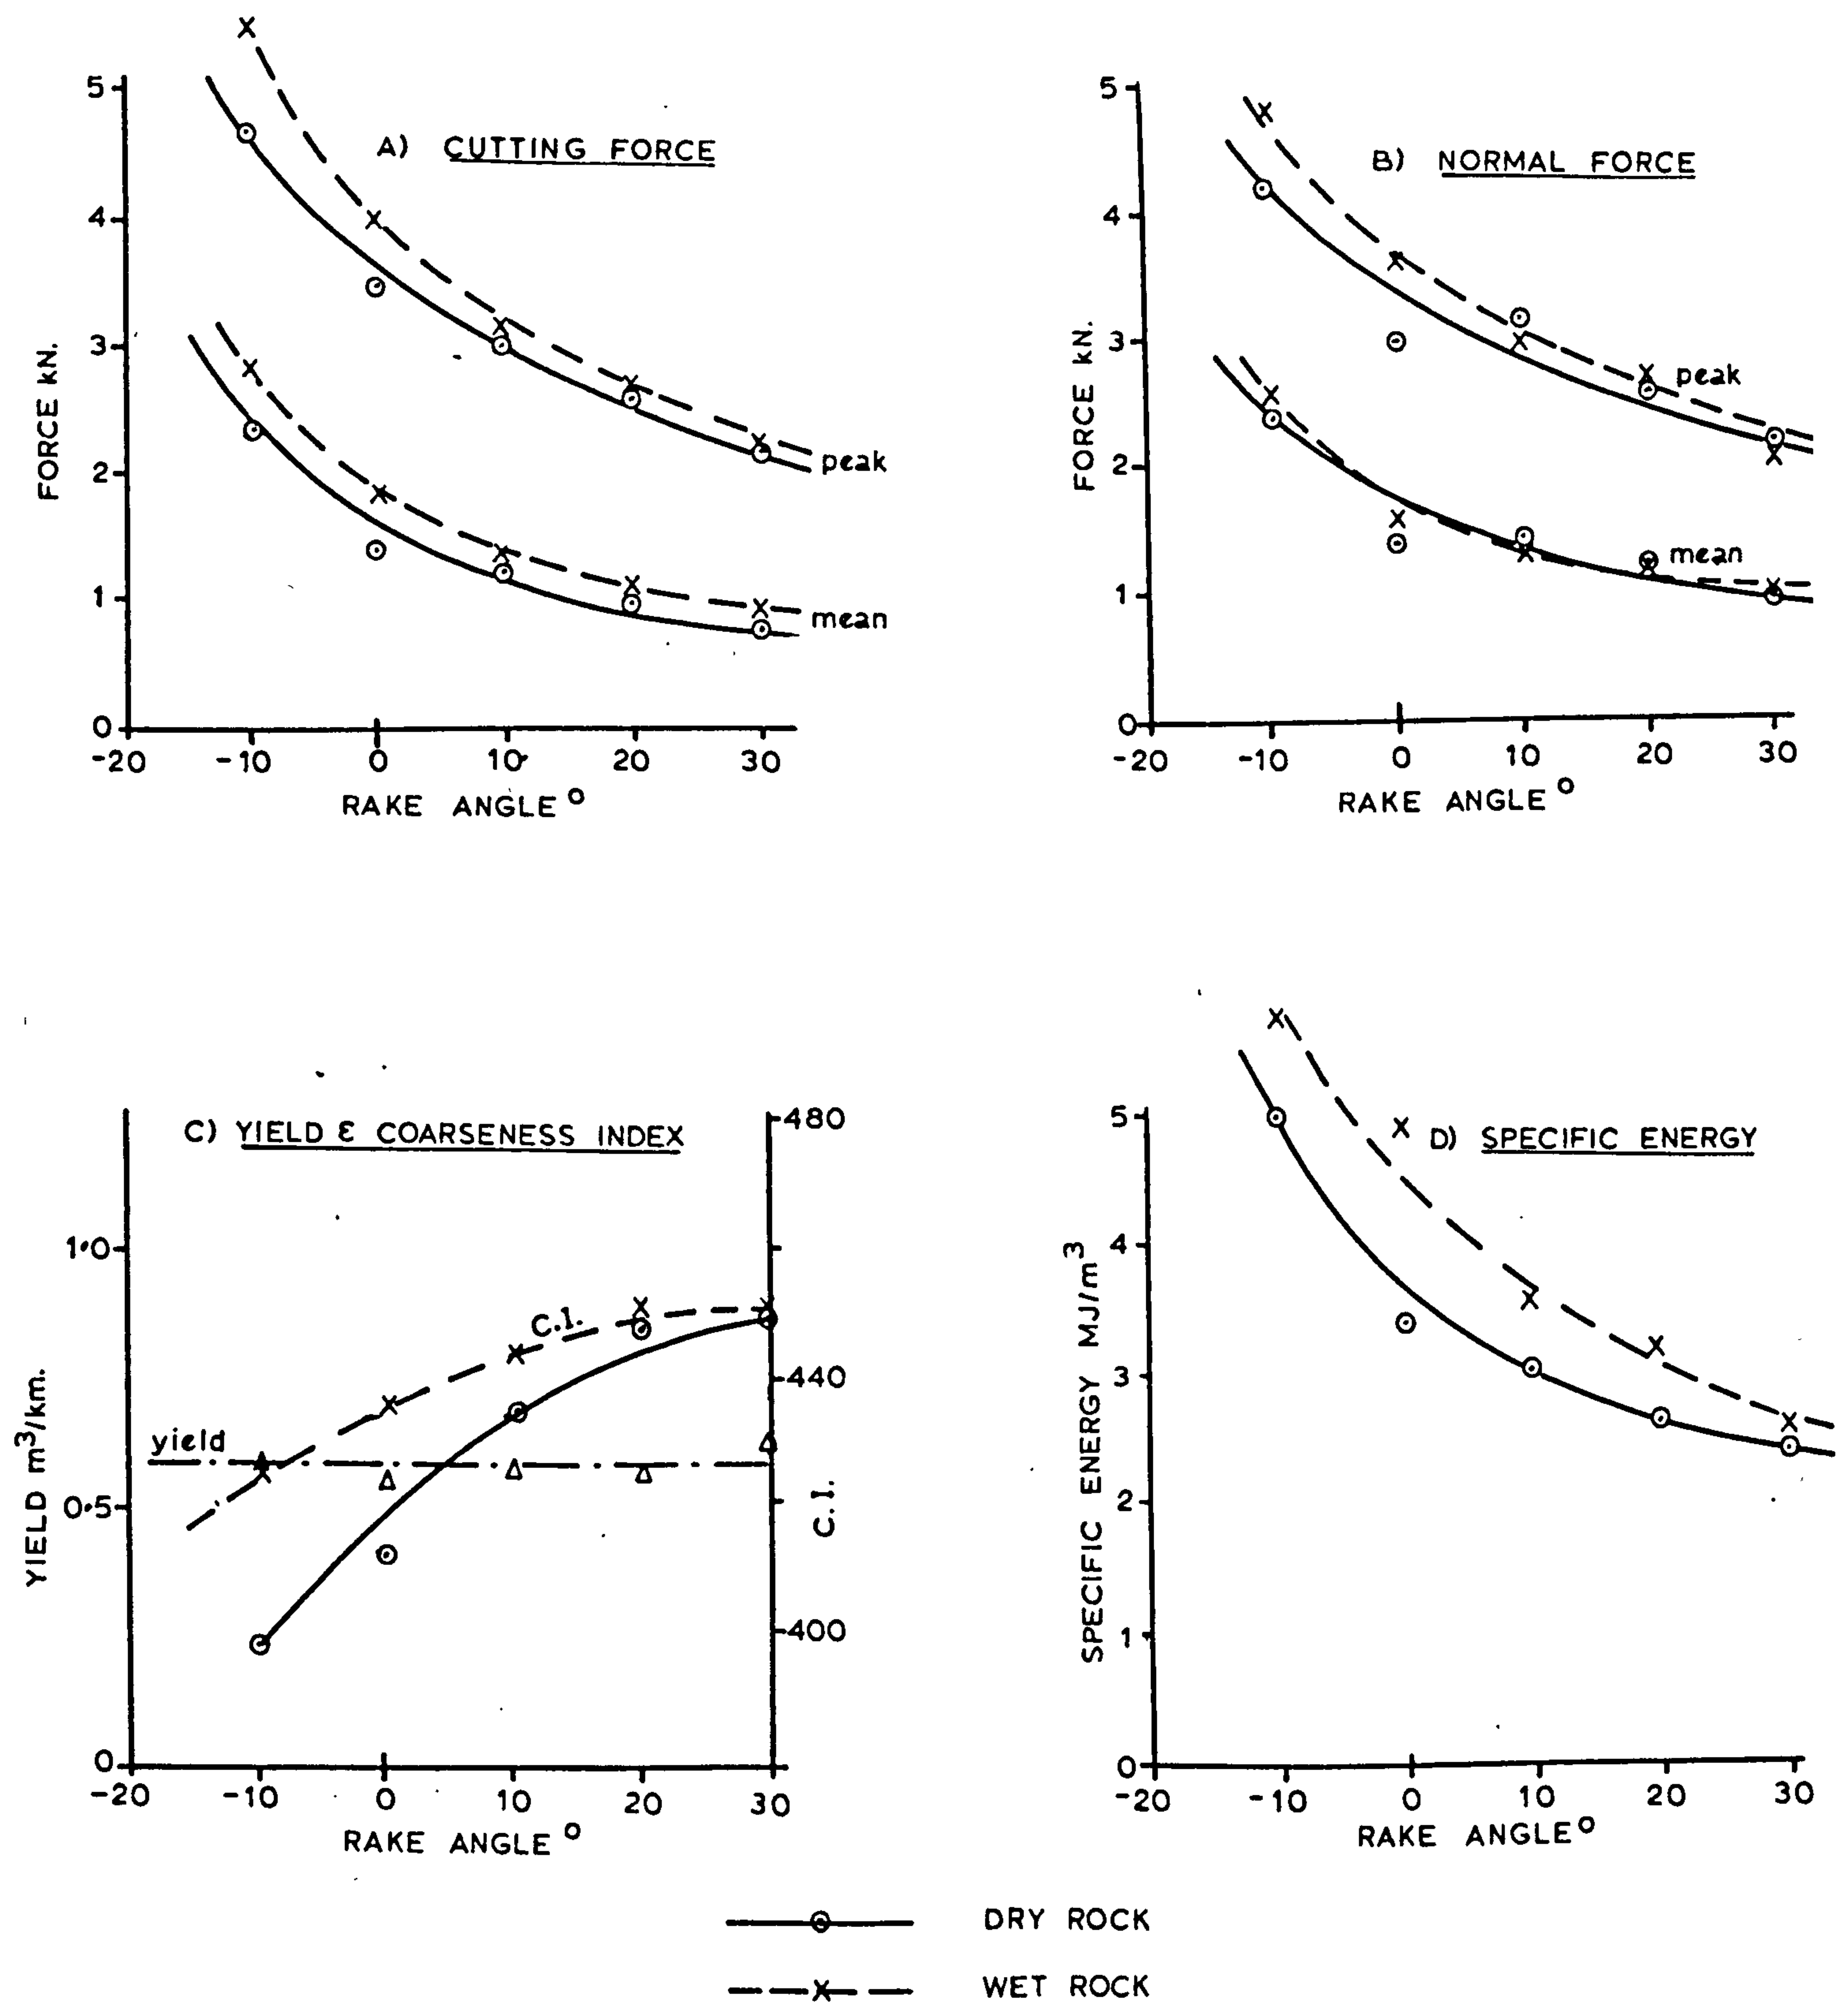 A) CUTTING FORCE
5
4
3
2
1
0
FORCE kN.
peak
mean
-20 -10 0 10 20 30
RAKE ANGLE°
B) NORMAL FORCE
5
4
3
2
1
0
FORCE kN.
peak
mean
-20 -10 0 10 20 30
RAKE ANGLE°
C) YIELD & COARSENESS INDEX
1·0
0·5
0
YIELD m³/km.
yield
C.I.
480
440
400
C.I.
-20 -10 0 10 20 30
RAKE ANGLE°
D) SPECIFIC ENERGY
5
4
3
2
1
0
SPECIFIC ENERGY MJ/m³
-20 -10 0 10 20 30
RAKE ANGLE°
DRY ROCK
WET ROCK